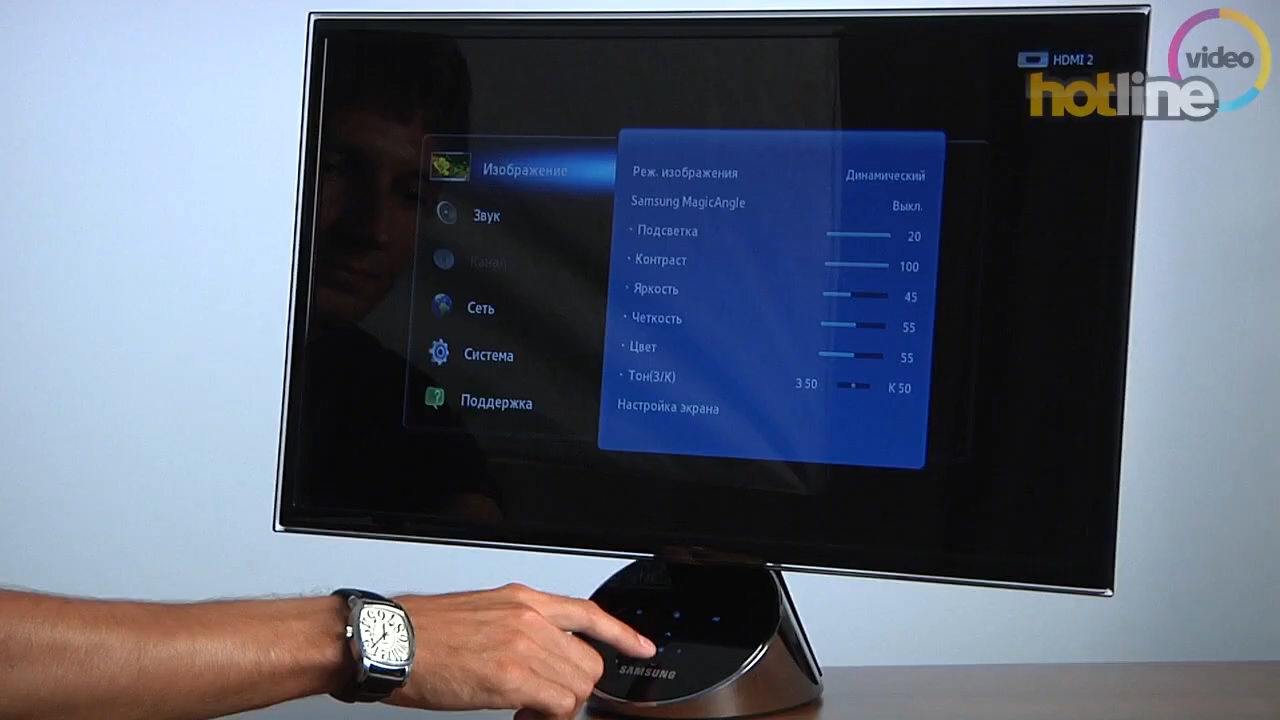 HDMI 2
video
hotline
Изображение
Звук
Канал
Сеть
Система
Поддержка
Реж. изображения Динамический
Samsung MagicAngle Выкл.
· Подсветка 20
· Контраст 100
· Яркость 45
· Четкость 55
· Цвет 55
· Тон(З/К) З 50 К 50
Настройка экрана
SAMSUNG